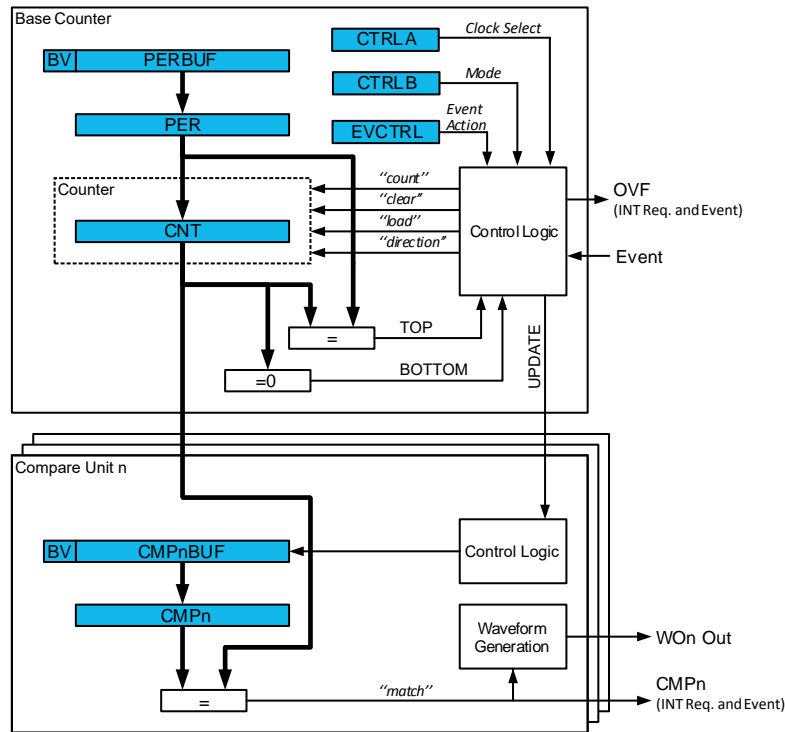 Base Counter
BV PERBUF
PER
CTRLA
Clock Select
CTRLB
Mode
EVCTRL
Event
Action
Counter
CNT
"count"
"clear"
"load"
"direction"
Control Logic
OVF
(INT Req. and Event)
Event
=
TOP
=0
BOTTOM
UPDATE
Compare Unit n
BV CMPnBUF
CMPn
Control Logic
Waveform
Generation
WOn Out
=
"match"
CMPn
(INT Req. and Event)